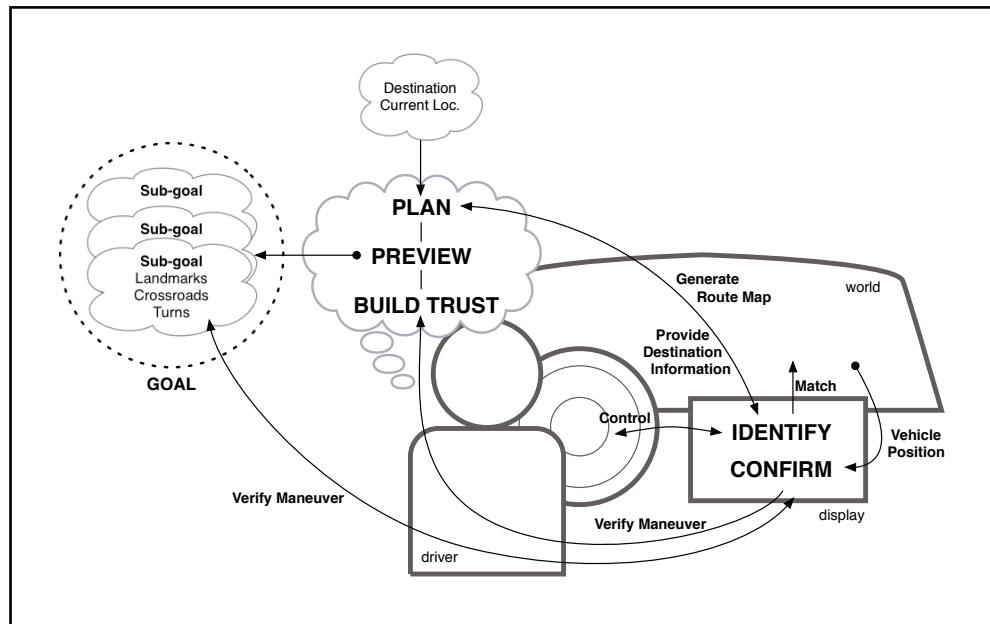 Destination
Current Loc.
Sub-goal
Sub-goal
Sub-goal
Landmarks
Crossroads
Turns
GOAL
PLAN
PREVIEW
BUILD TRUST
Generate
Route Map
world
Provide
Destination
Information
Match
Control
IDENTIFY
CONFIRM
Vehicle
Position
display
Verify Maneuver
Verify Maneuver
driver